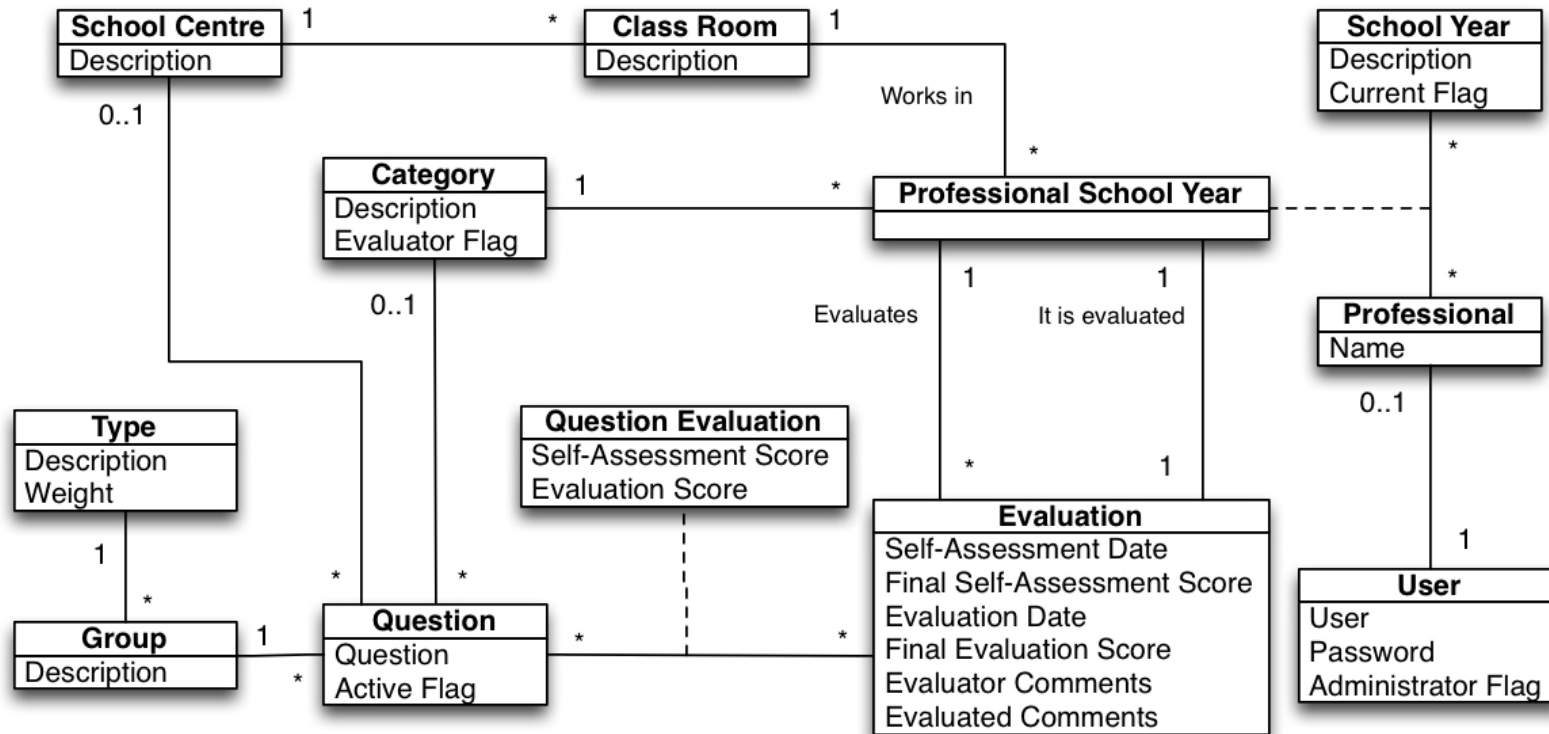 School Centre
Description
1
*
Class Room
Description
1
School Year
Description
Current Flag
0..1
Works in
*
*
Category
Description
Evaluator Flag
1
*
Professional School Year
0..1
1
1
Evaluates
It is evaluated
*
Professional
Name
0..1
Type
Description
Weight
Question Evaluation
Self-Assessment Score
Evaluation Score
*
1
1
*
*
*
Evaluation
Self-Assessment Date
Final Self-Assessment Score
Evaluation Date
Final Evaluation Score
Evaluator Comments
Evaluated Comments
1
User
User
Password
Administrator Flag
Group
Description
1
*
Question
Question
Active Flag
*
*